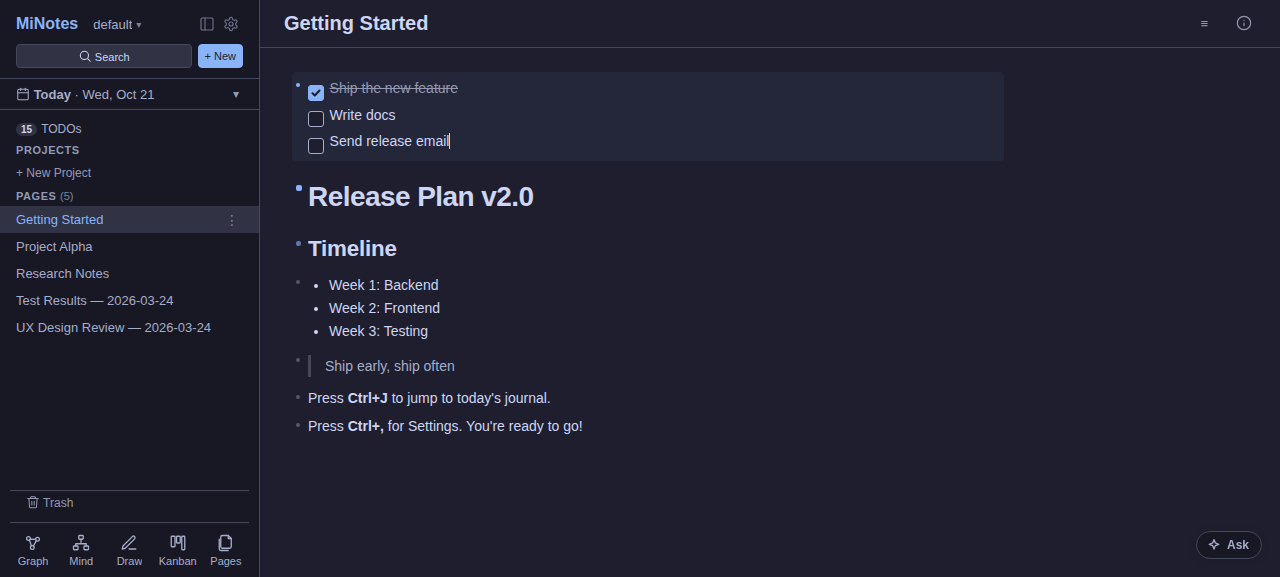 MiNotes default
Search
+ New
Today · Wed, Oct 21
15 TODOs
PROJECTS
+ New Project
PAGES (5)
Getting Started
Project Alpha
Research Notes
Test Results — 2026-03-24
UX Design Review — 2026-03-24
Trash
Graph
Mind
Draw
Kanban
Pages
Getting Started
Ship the new feature
Write docs
Send release email
Release Plan v2.0
Timeline
Week 1: Backend
Week 2: Frontend
Week 3: Testing
Ship early, ship often
Press Ctrl+J to jump to today's journal.
Press Ctrl+, for Settings. You're ready to go!
Ask